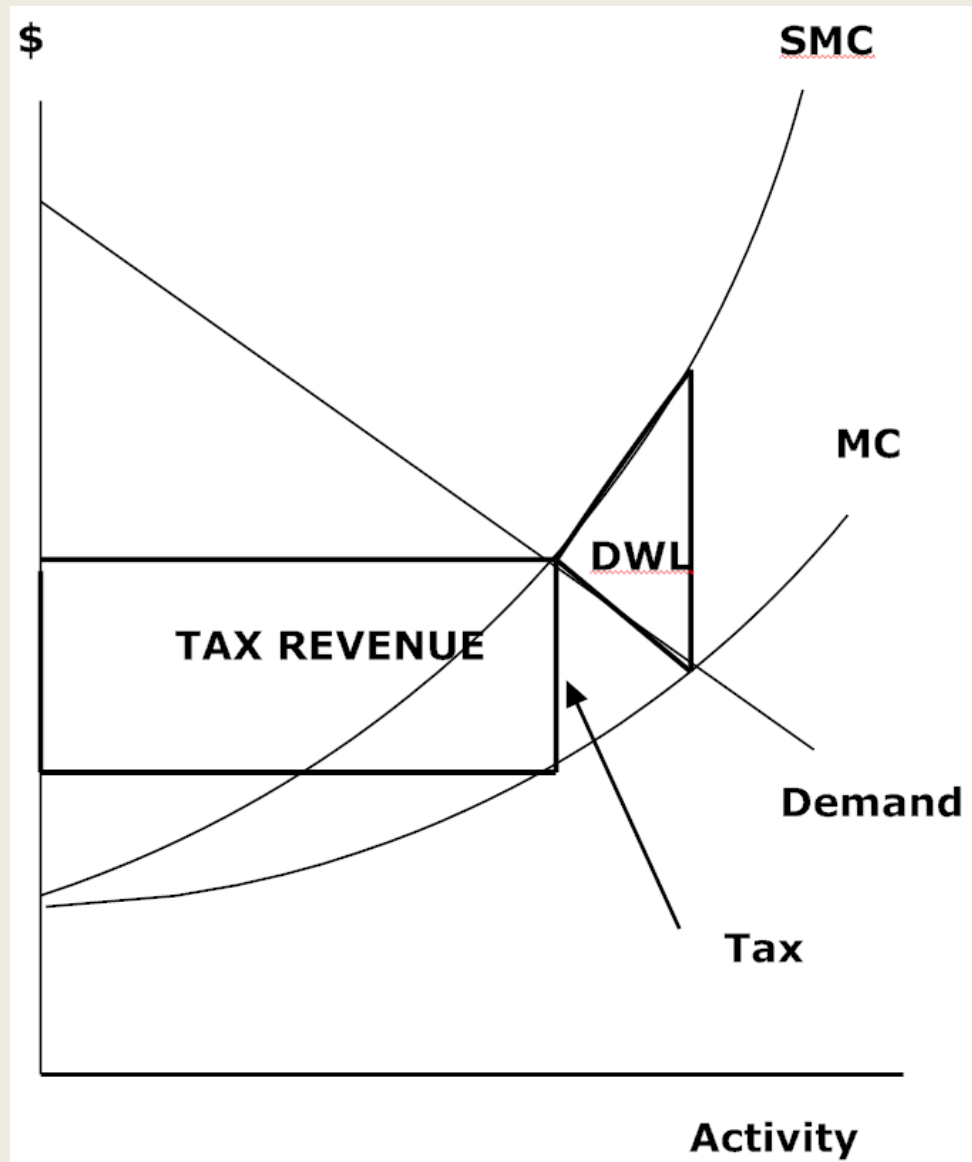 $
SMC
MC
DWL
TAX REVENUE
Demand
Tax
Activity